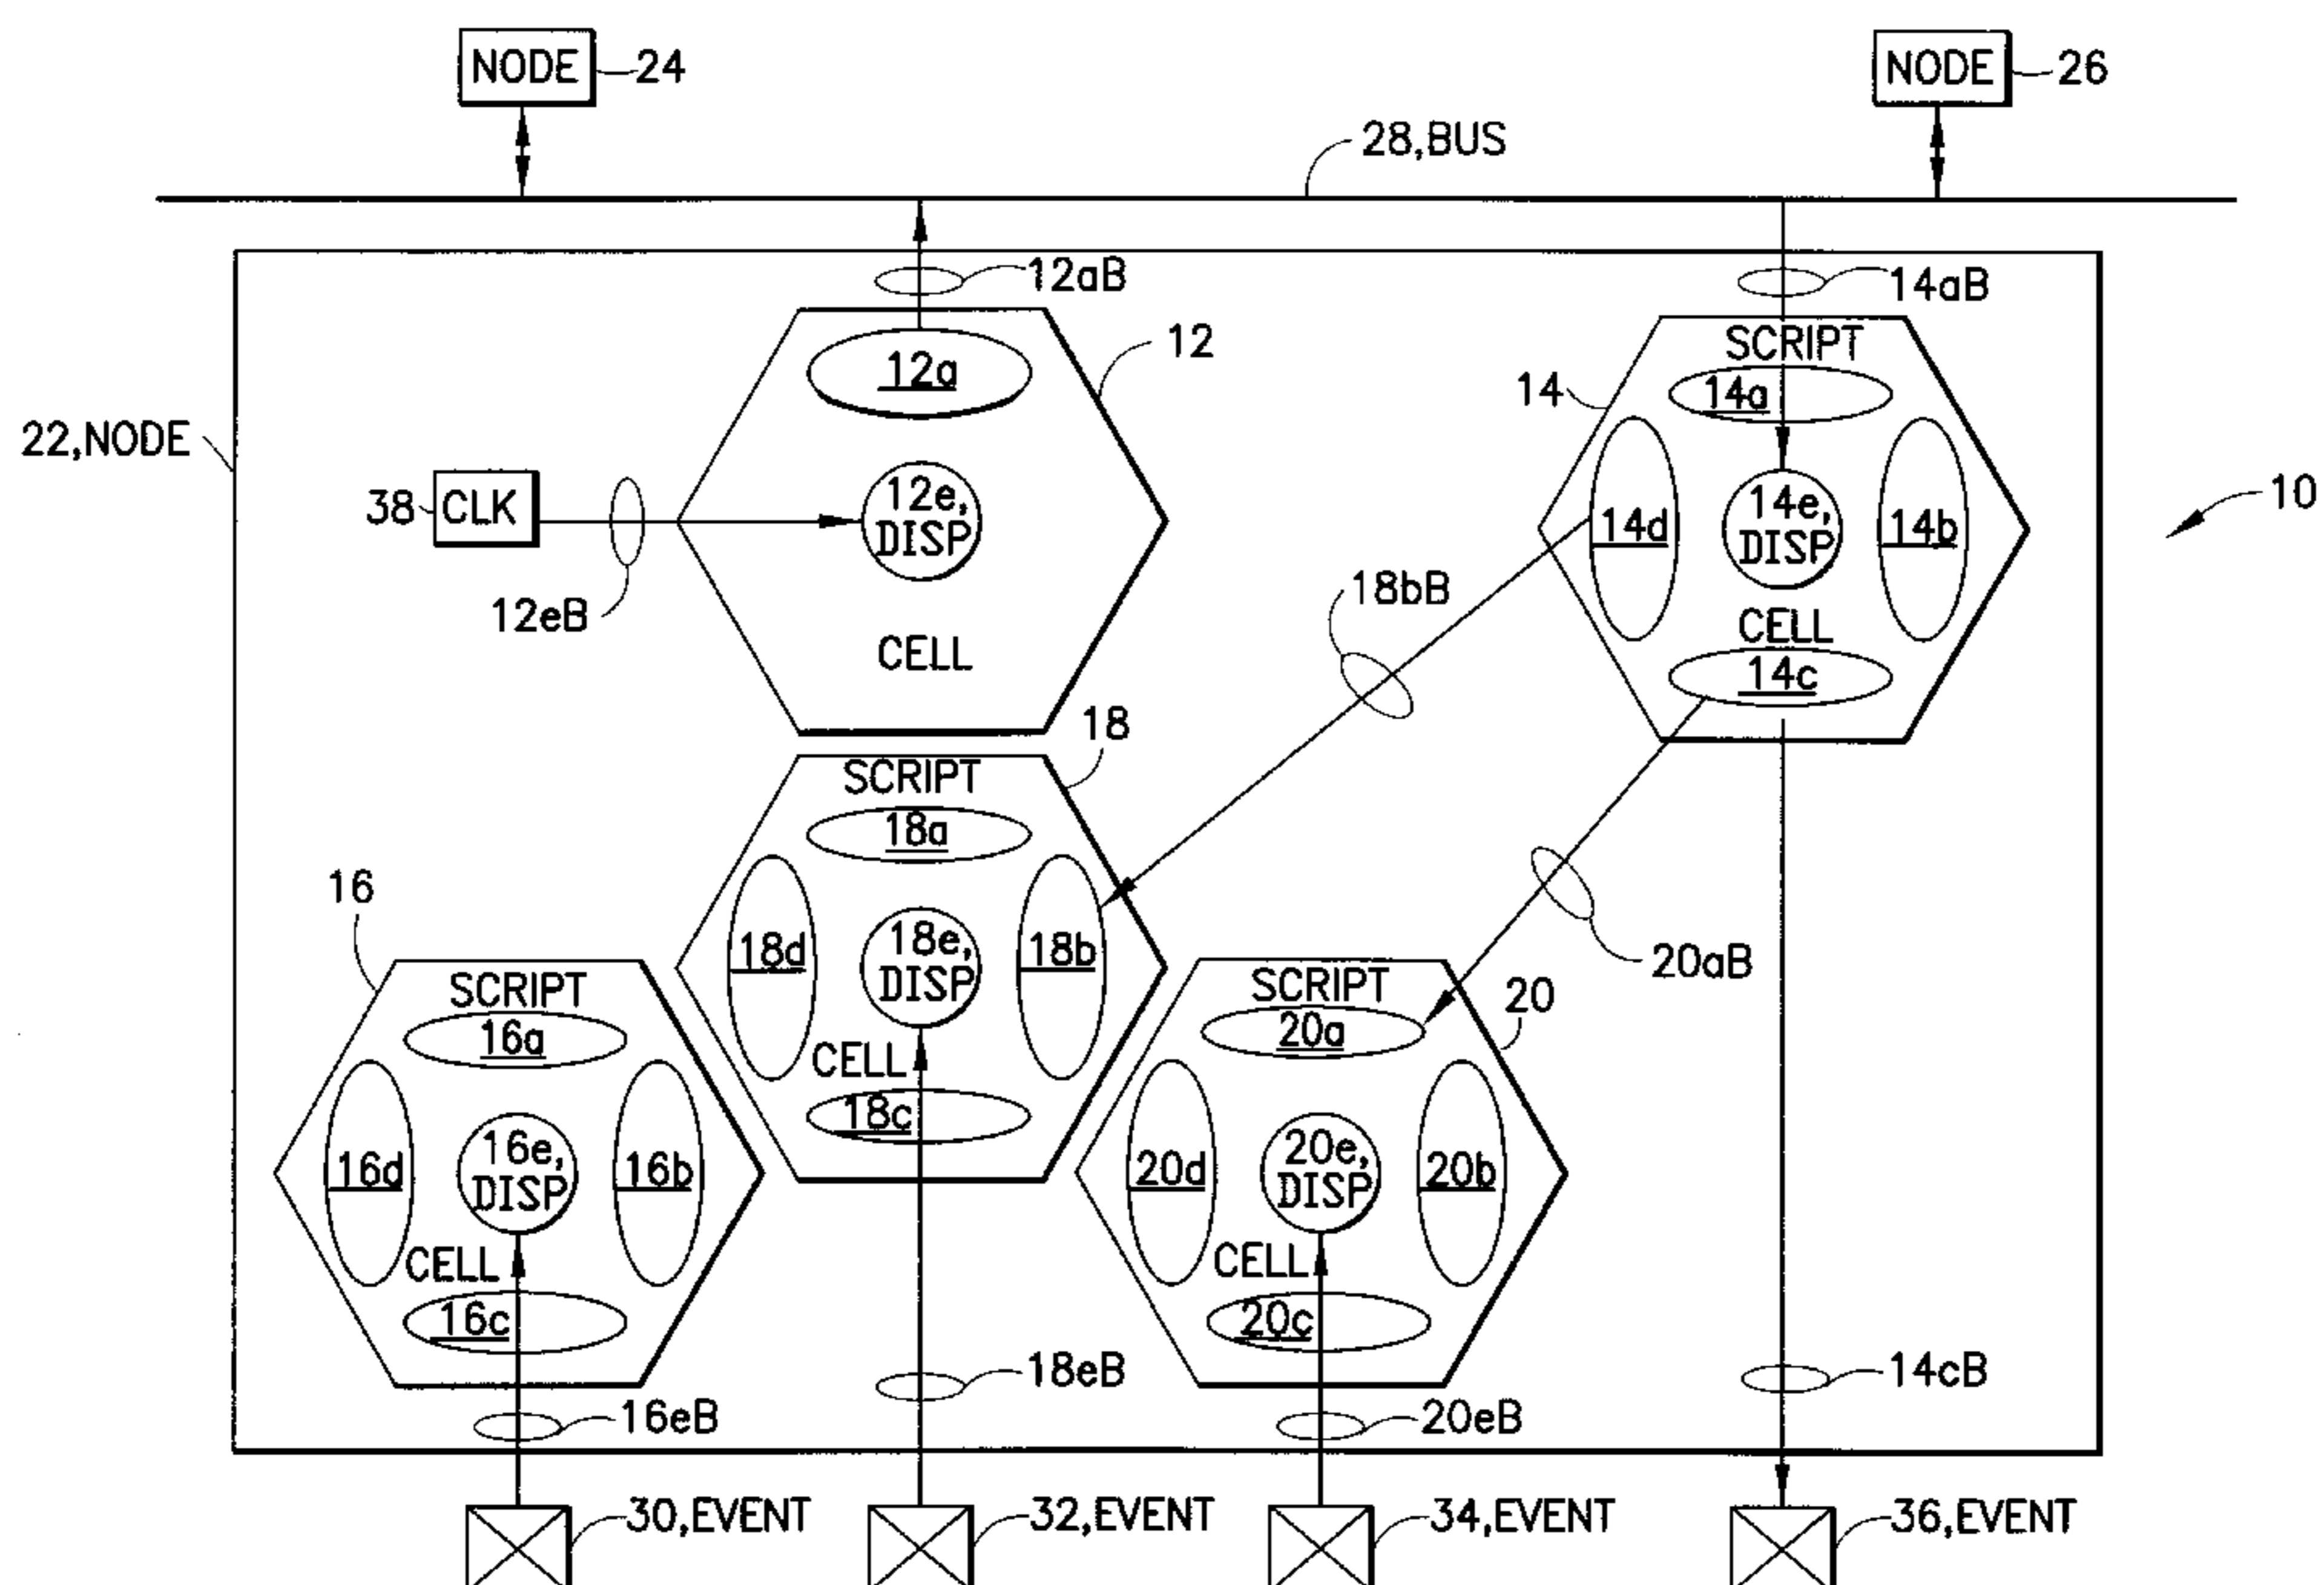 NODE 24
NODE 26
28,BUS
12aB
14aB
12
12a
SCRIPT
14
14a
22,NODE
38 CLK
12e,
DISP
14d
14e,
DISP
14b
10
12eB
18bB
CELL
CELL
14c
18
SCRIPT
18a
16
18d
18e,
DISP
18b
20aB
SCRIPT
16a
SCRIPT
20a
20
CELL
18c
16d
16e,
DISP
16b
20d
20e,
DISP
20b
CELL
16c
CELL
20c
18eB
14cB
16eB
20eB
30,EVENT
32,EVENT
34,EVENT
36,EVENT